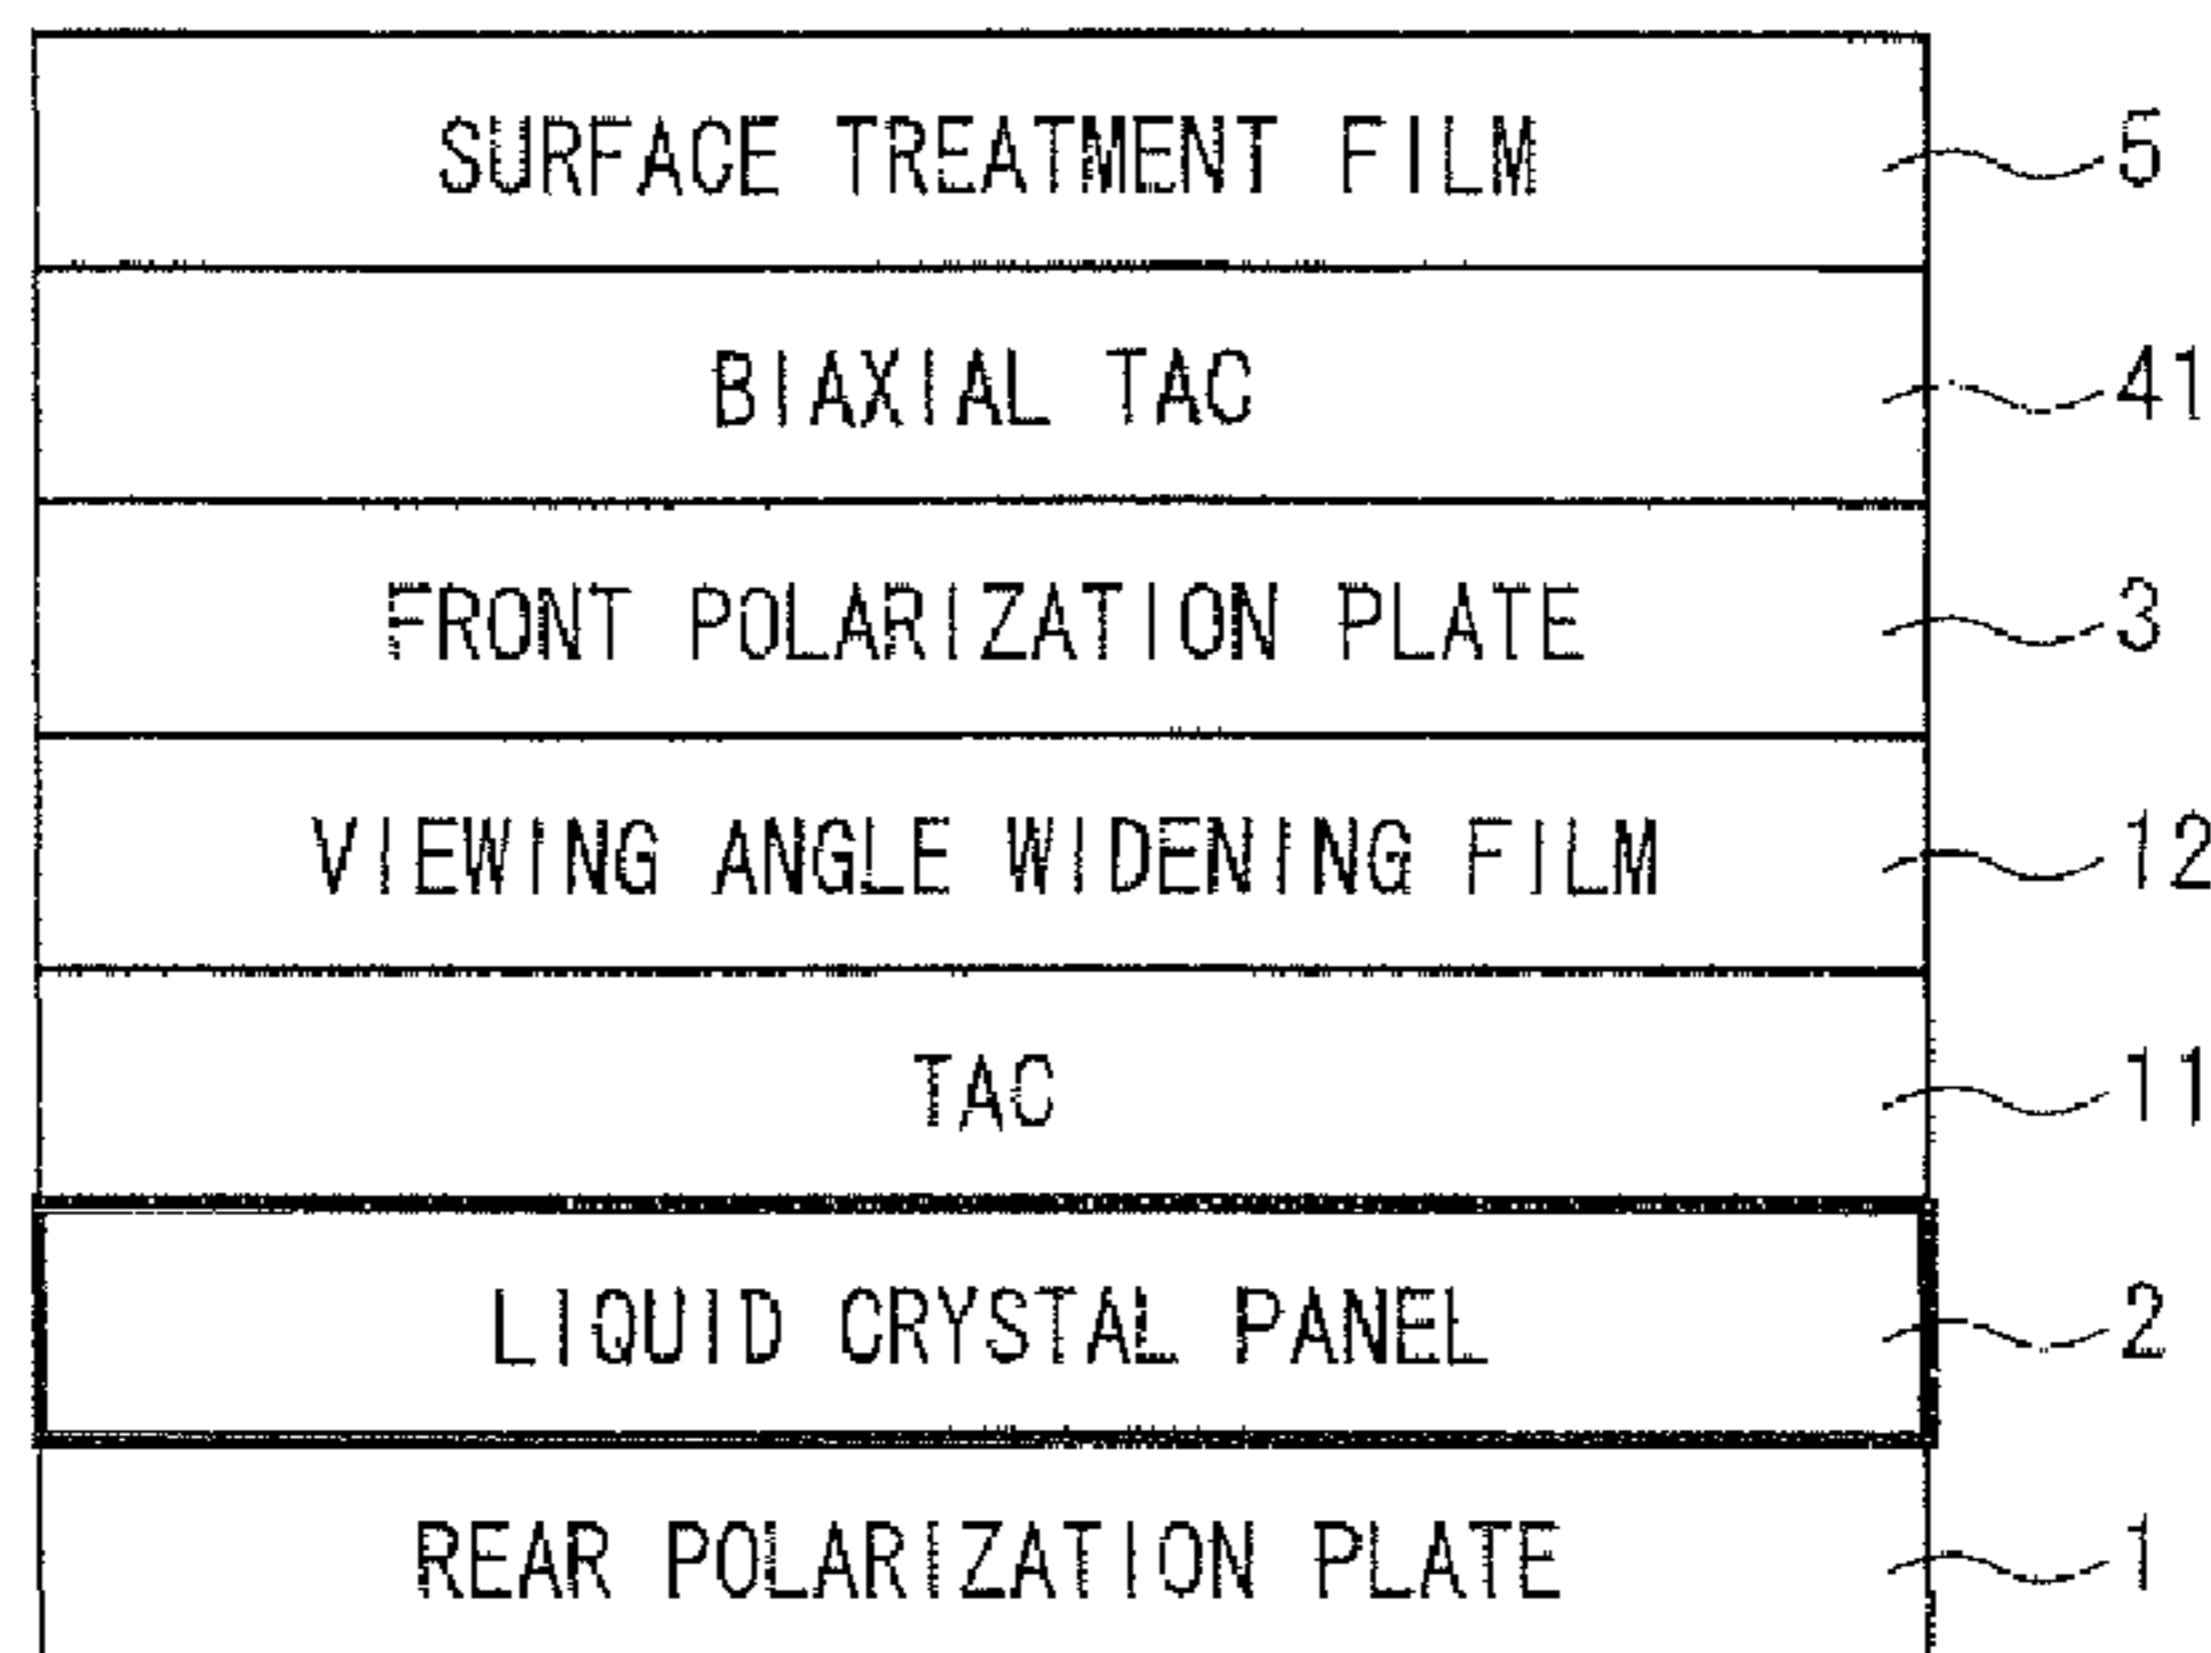 SURFACE TREATMENT FILM 5
BIAXIAL TAC 41
FRONT POLARIZATION PLATE 3
VIEWING ANGLE WIDENING FILM 12
TAC 11
LIQUID CRYSTAL PANEL 2
REAR POLARIZATION PLATE 1